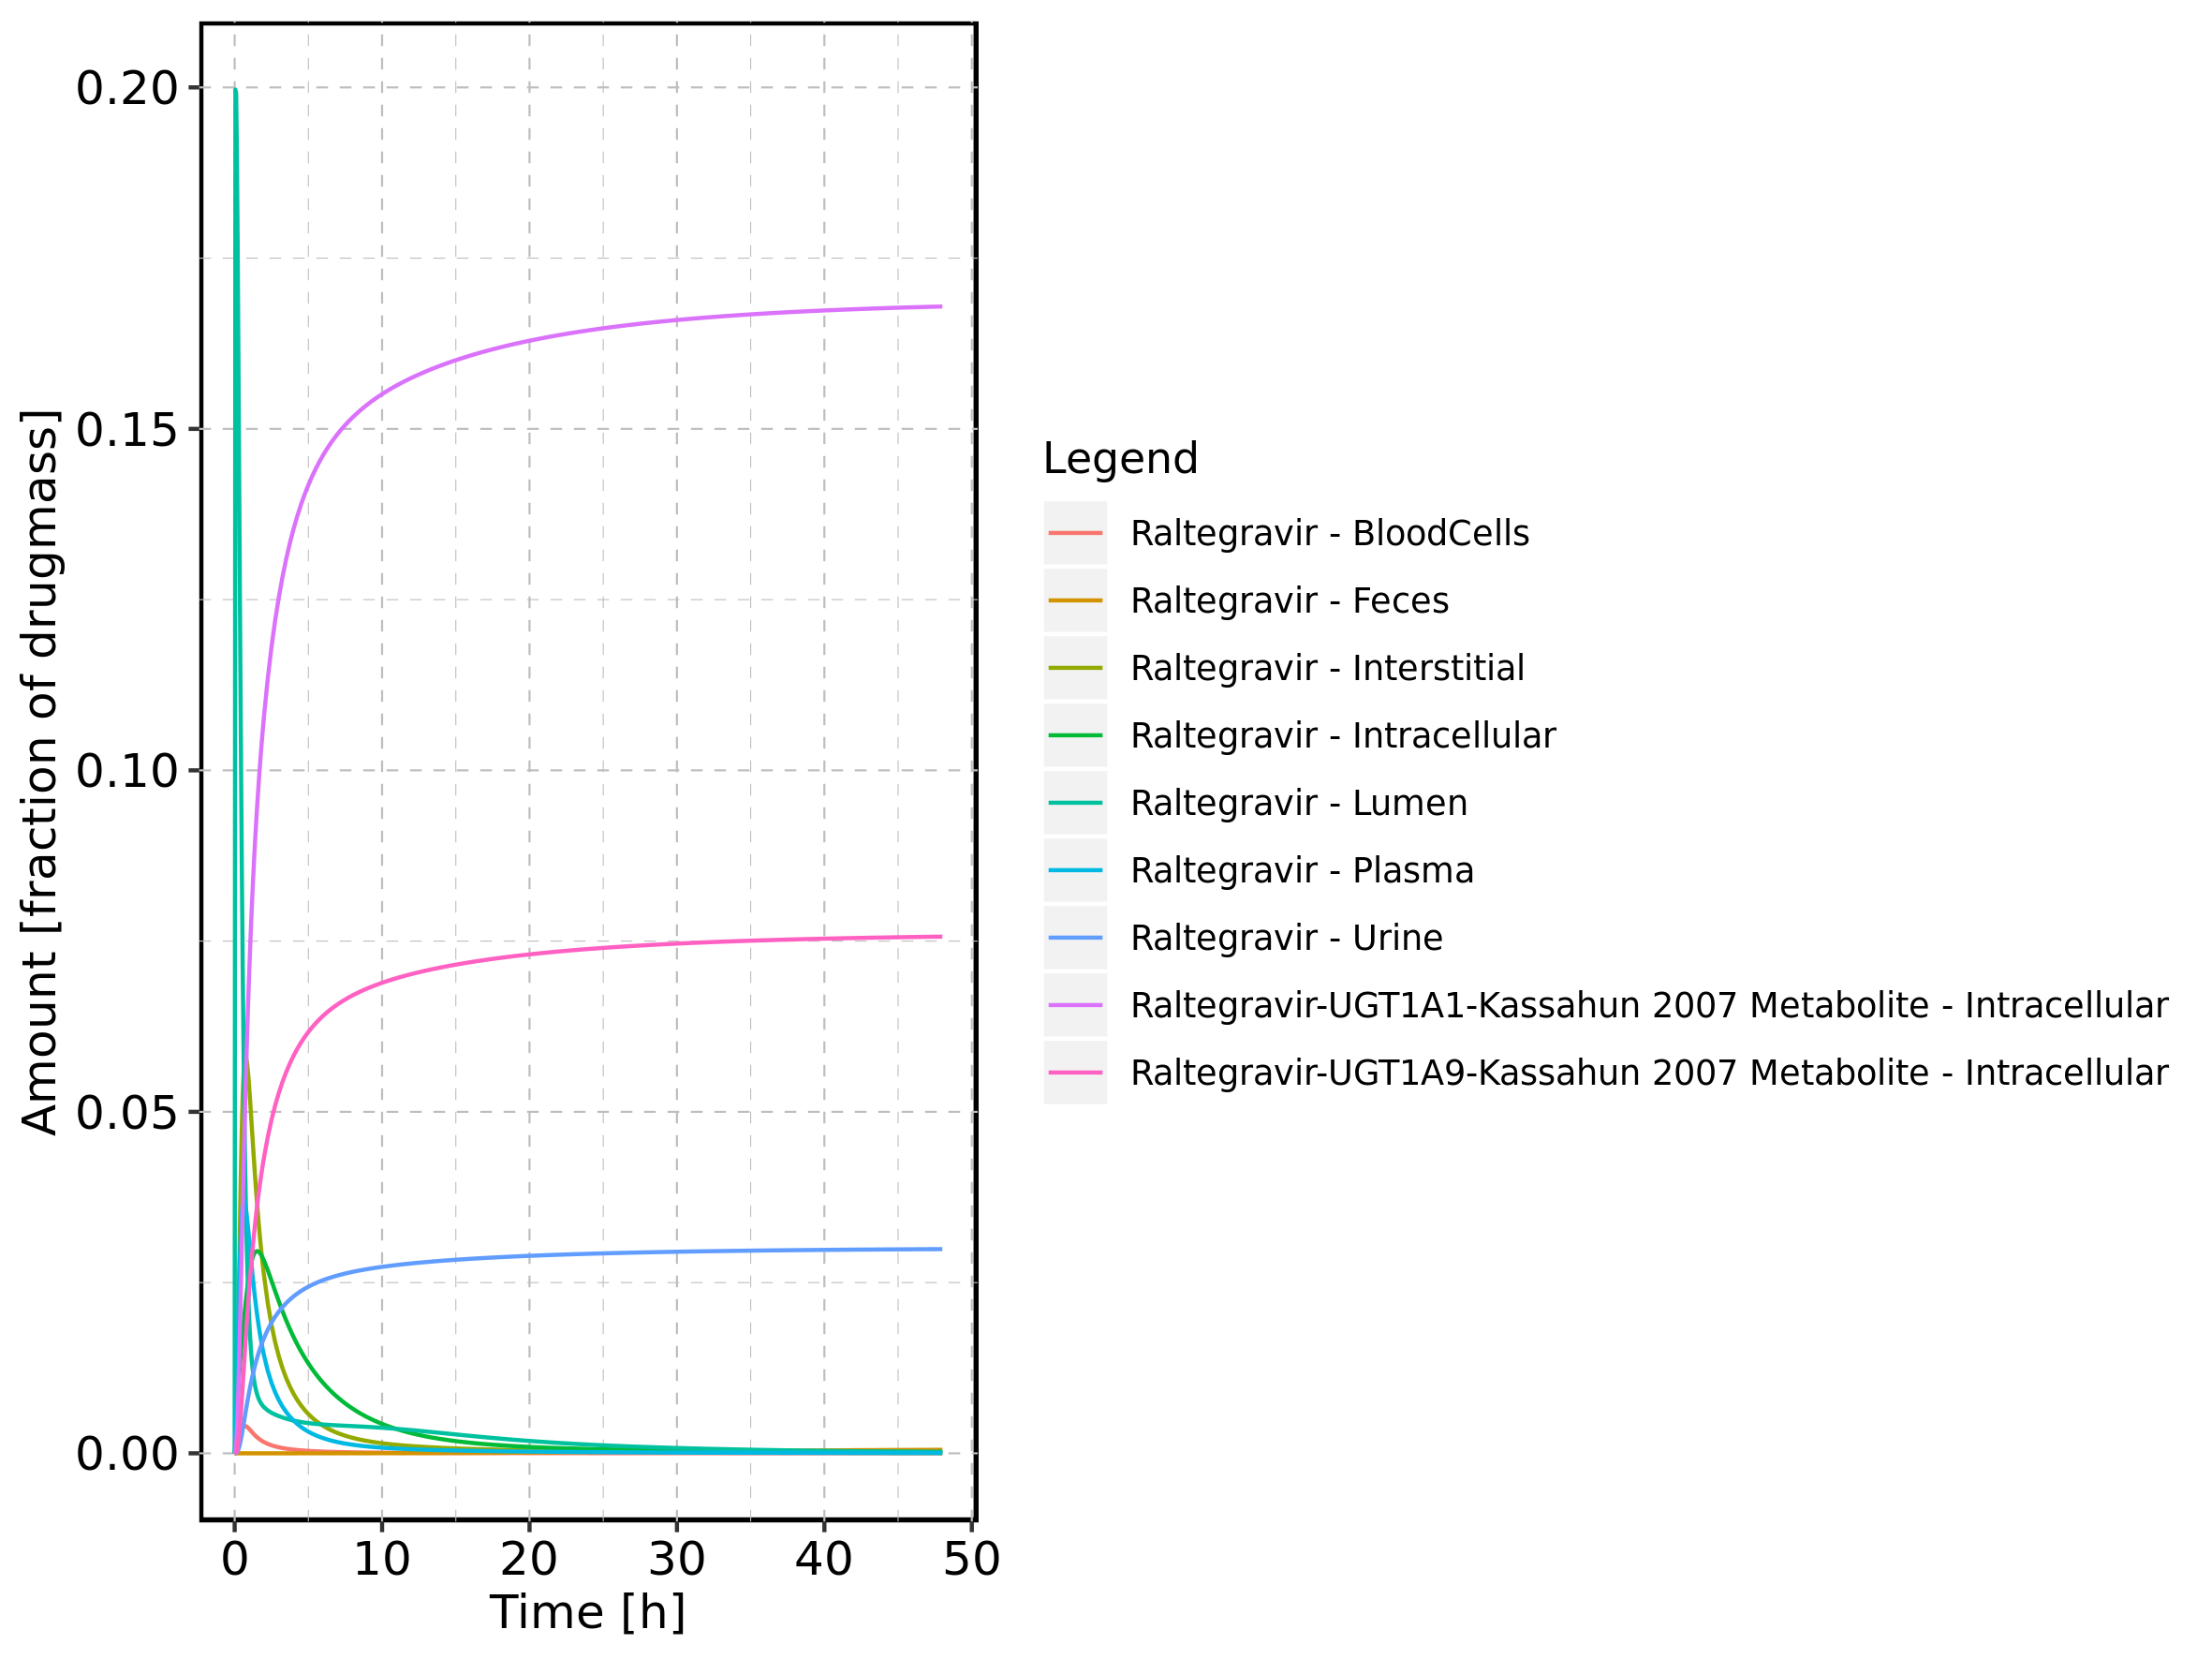 0.20
0.15
0.10
0.05
0.00
Amount [fraction of drugmass]
0 10 20 30 40 50
Time [h]
Legend
Raltegravir - BloodCells
Raltegravir - Feces
Raltegravir - Interstitial
Raltegravir - Intracellular
Raltegravir - Lumen
Raltegravir - Plasma
Raltegravir - Urine
Raltegravir-UGT1A1-Kassahun 2007 Metabolite - Intracellular
Raltegravir-UGT1A9-Kassahun 2007 Metabolite - Intracellular